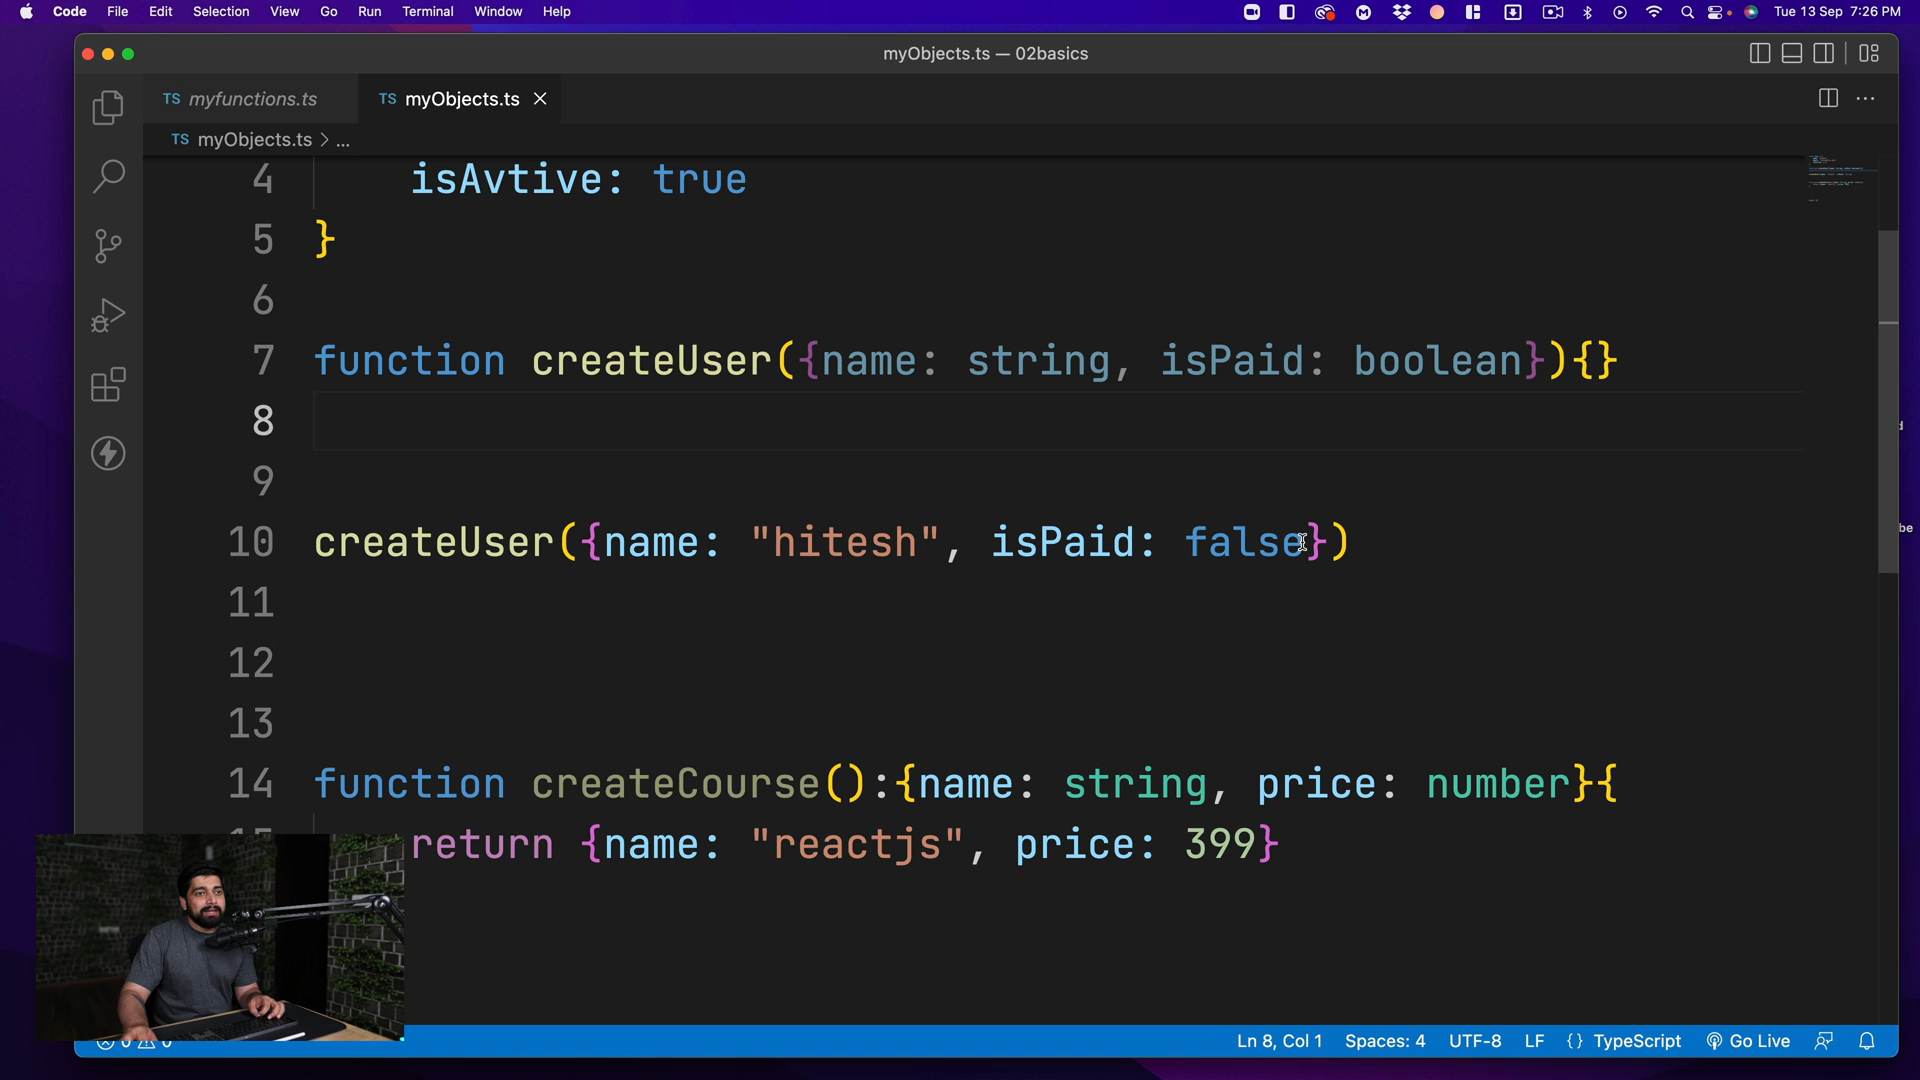 Code File Edit Selection View Go Run Terminal Window Help Tue 13 Sep 7:26 PM
myObjects.ts — 02basics
TS myfunctions.ts TS myObjects.ts
TS myObjects.ts > ...
4 isAvtive: true
5 }
6
7 function createUser({name: string, isPaid: boolean}){}
8
9
10 createUser({name: "hitesh", isPaid: false})
11
12
13
14 function createCourse():{name: string, price: number}{
return {name: "reactjs", price: 399}
Ln 8, Col 1 Spaces: 4 UTF-8 LF {} TypeScript Go Live